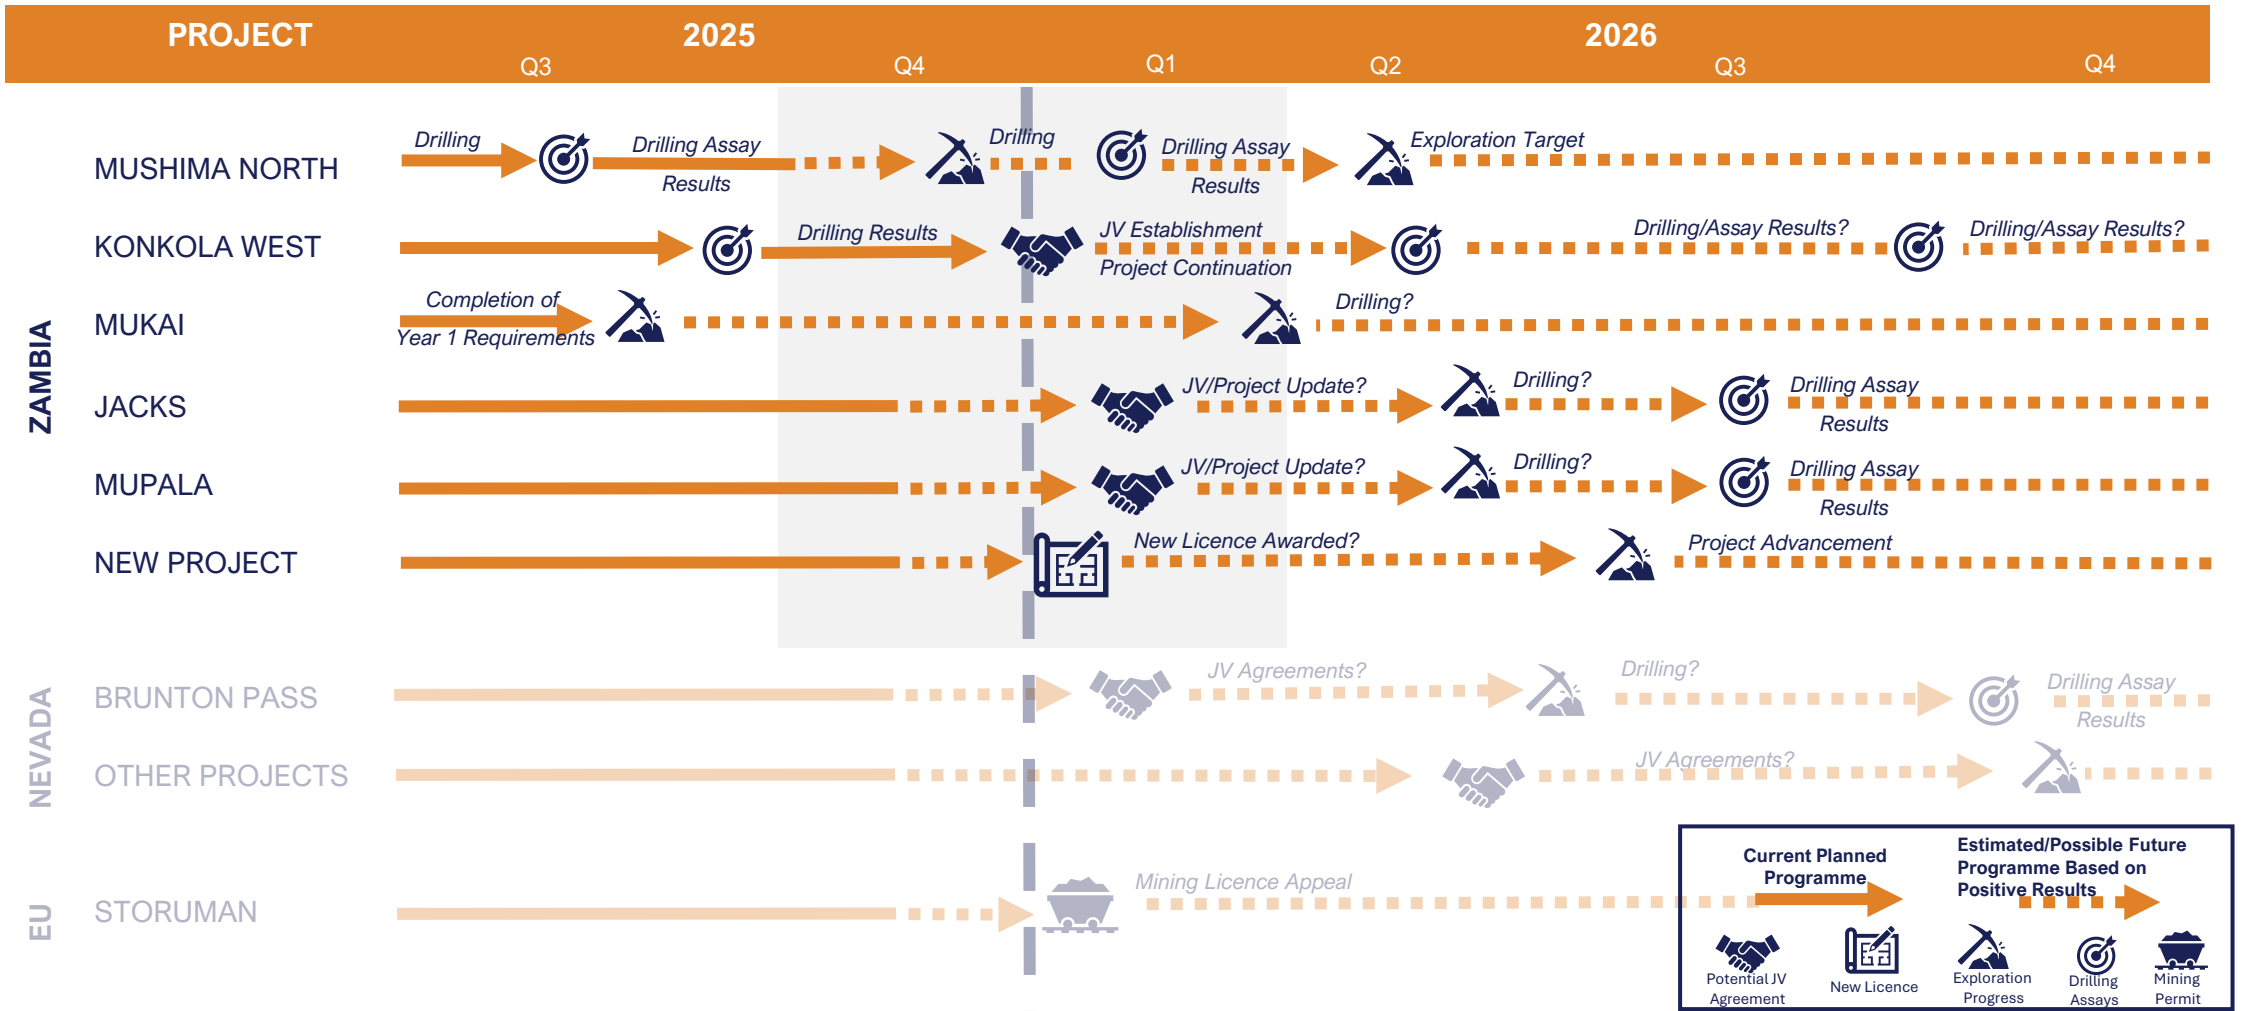 PROJECT
2025
2026
Q3
Q4
Q1
Q2
Q3
Q4
ZAMBIA
MUSHIMA NORTH
Drilling
Drilling Assay
Results
Drilling
Drilling Assay
Results
Exploration Target
KONKOLA WEST
Drilling Results
JV Establishment
Project Continuation
Drilling/Assay Results?
Drilling/Assay Results?
MUKAI
Completion of
Year 1 Requirements
Drilling?
JACKS
JV/Project Update?
Drilling?
Drilling Assay
Results
MUPALA
JV/Project Update?
Drilling?
Drilling Assay
Results
NEW PROJECT
New Licence Awarded?
Project Advancement
NEVADA
BRUNTON PASS
JV Agreements?
Drilling?
Drilling Assay
Results
OTHER PROJECTS
JV Agreements?
EU
STORUMAN
Mining Licence Appeal
Current Planned
Programme
Estimated/Possible Future
Programme Based on
Positive Results
Potential JV
Agreement
New Licence
Exploration
Progress
Drilling
Assays
Mining
Permit